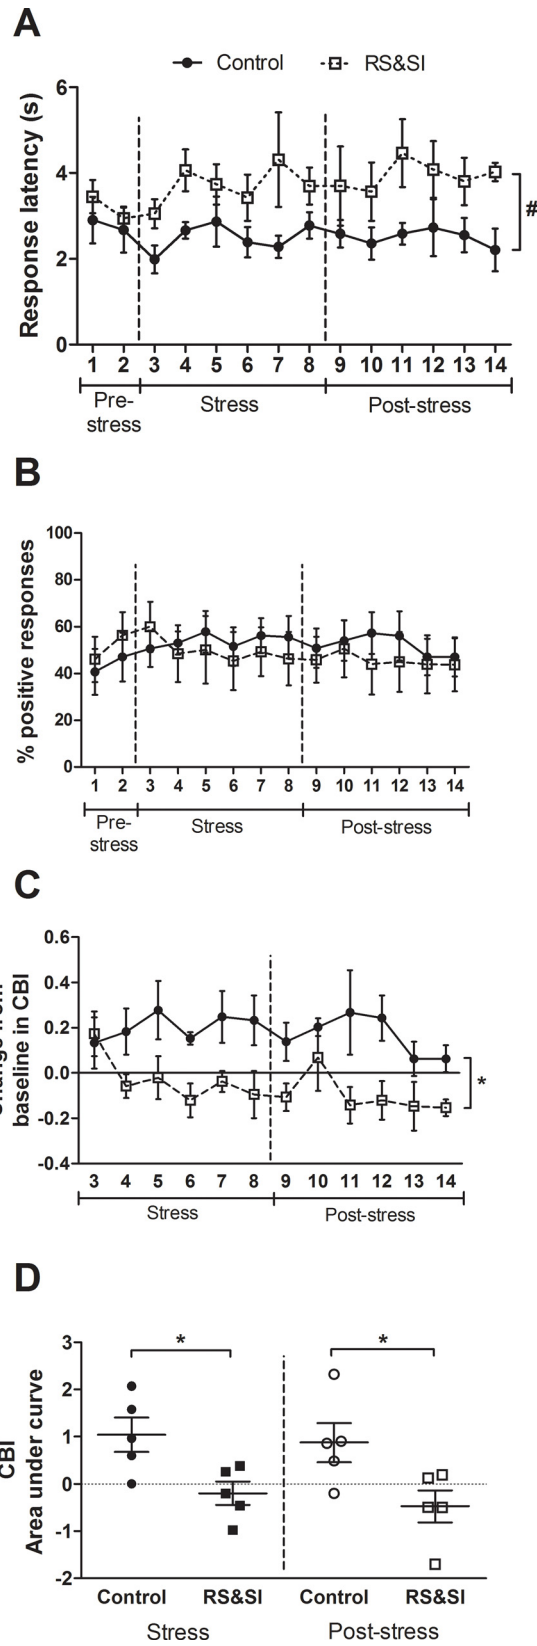 A
Control RS&SI
Response latency (s)
6
4
2
0
#
1 2 3 4 5 6 7 8 9 10 11 12 13 14
Pre-
stress
Stress
Post-stress
B
% positive responses
100
80
60
40
20
0
1 2 3 4 5 6 7 8 9 10 11 12 13 14
Pre-
stress
Stress
Post-stress
C
baseline in CBI
0.6
0.4
0.2
0.0
-0.2
-0.4
*
3 4 5 6 7 8 9 10 11 12 13 14
Stress Post-stress
D
CBI
Area under curve
3
2
1
0
-1
-2
* *
Control RS&SI Control RS&SI
Stress Post-stress